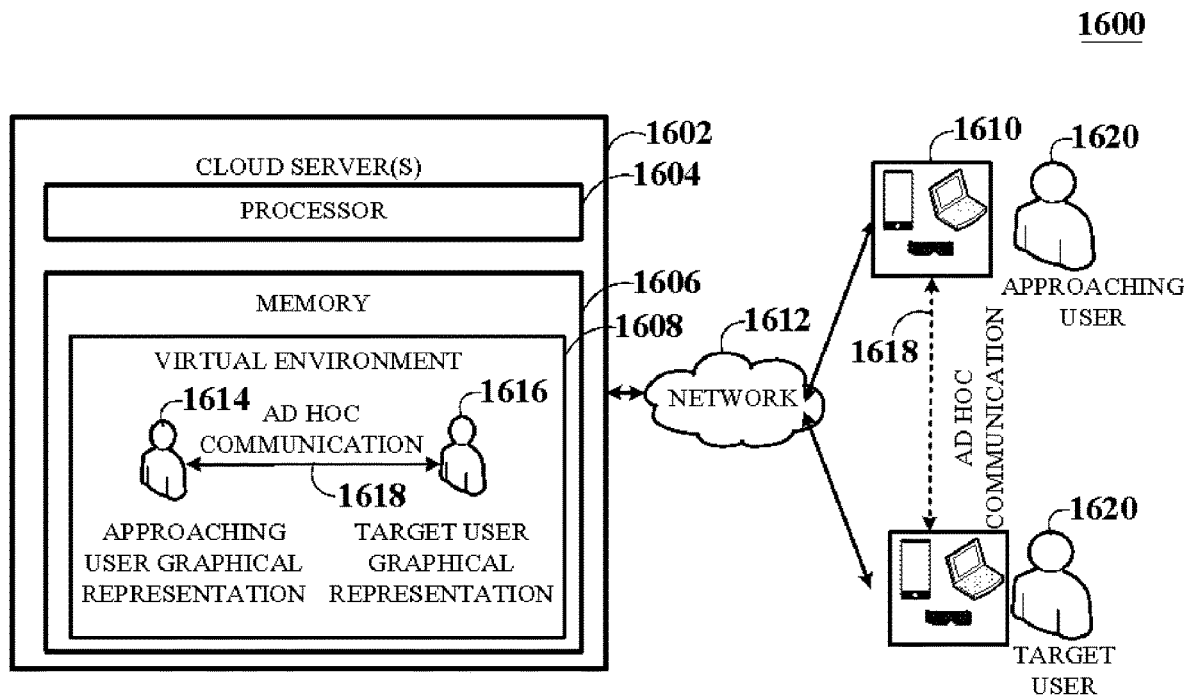 1600
1602
CLOUD SERVER(S)
1604
PROCESSOR
1606
MEMORY
1608
VIRTUAL ENVIRONMENT
1614
AD HOC
COMMUNICATION
1616
1618
APPROACHING
USER GRAPHICAL
REPRESENTATION
TARGET USER
GRAPHICAL
REPRESENTATION
1612
NETWORK
1610
1620
APPROACHING
USER
1618
AD HOC
COMMUNICATION
1620
TARGET
USER